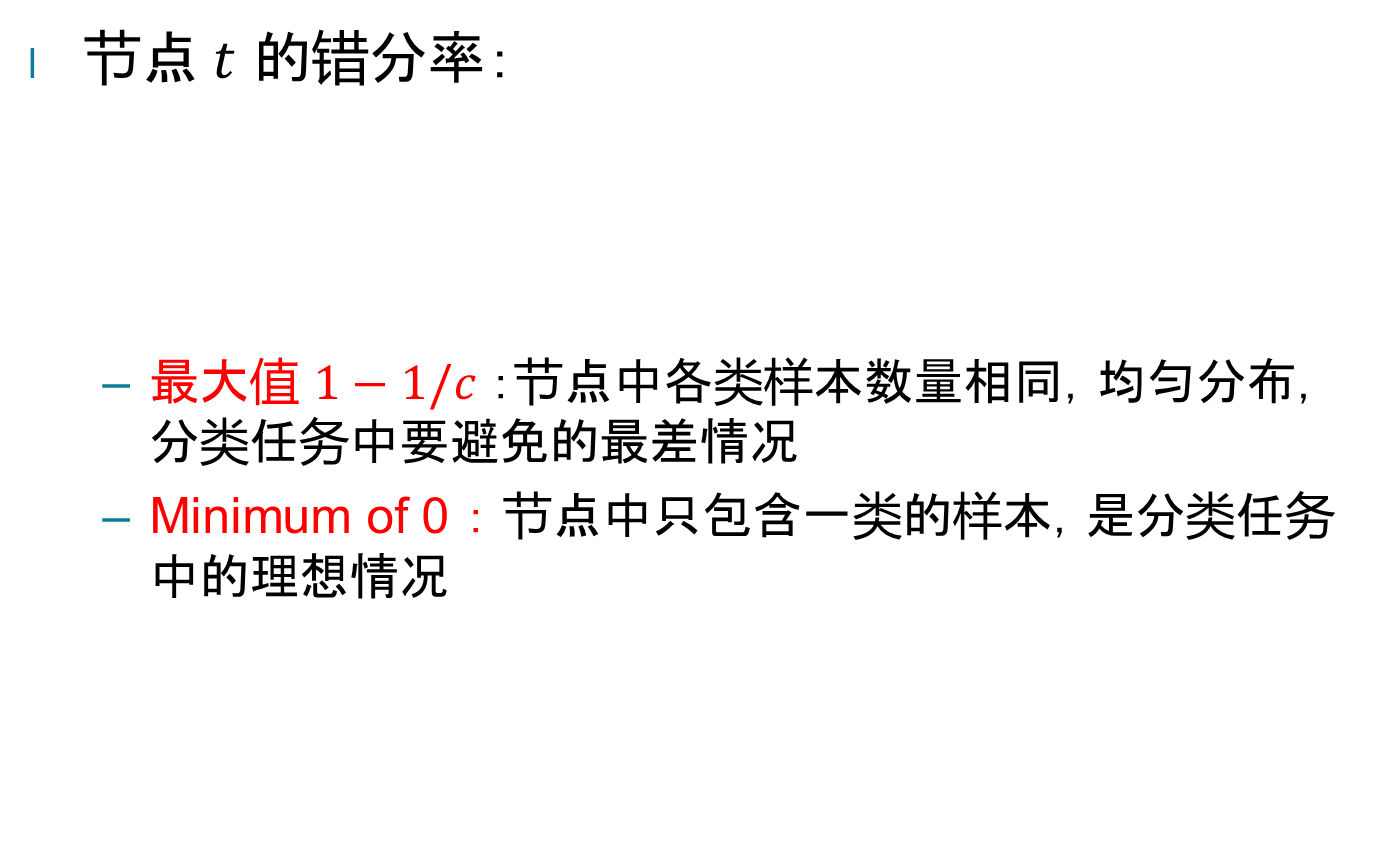 节点 𝑡 的错分率:
– 最大值 1 − 1/𝑐 :节点中各类样本数量相同, 均匀分布,
分类任务中要避免的最差情况
– Minimum of 0 : 节点中只包含一类的样本, 是分类任务
中的理想情况